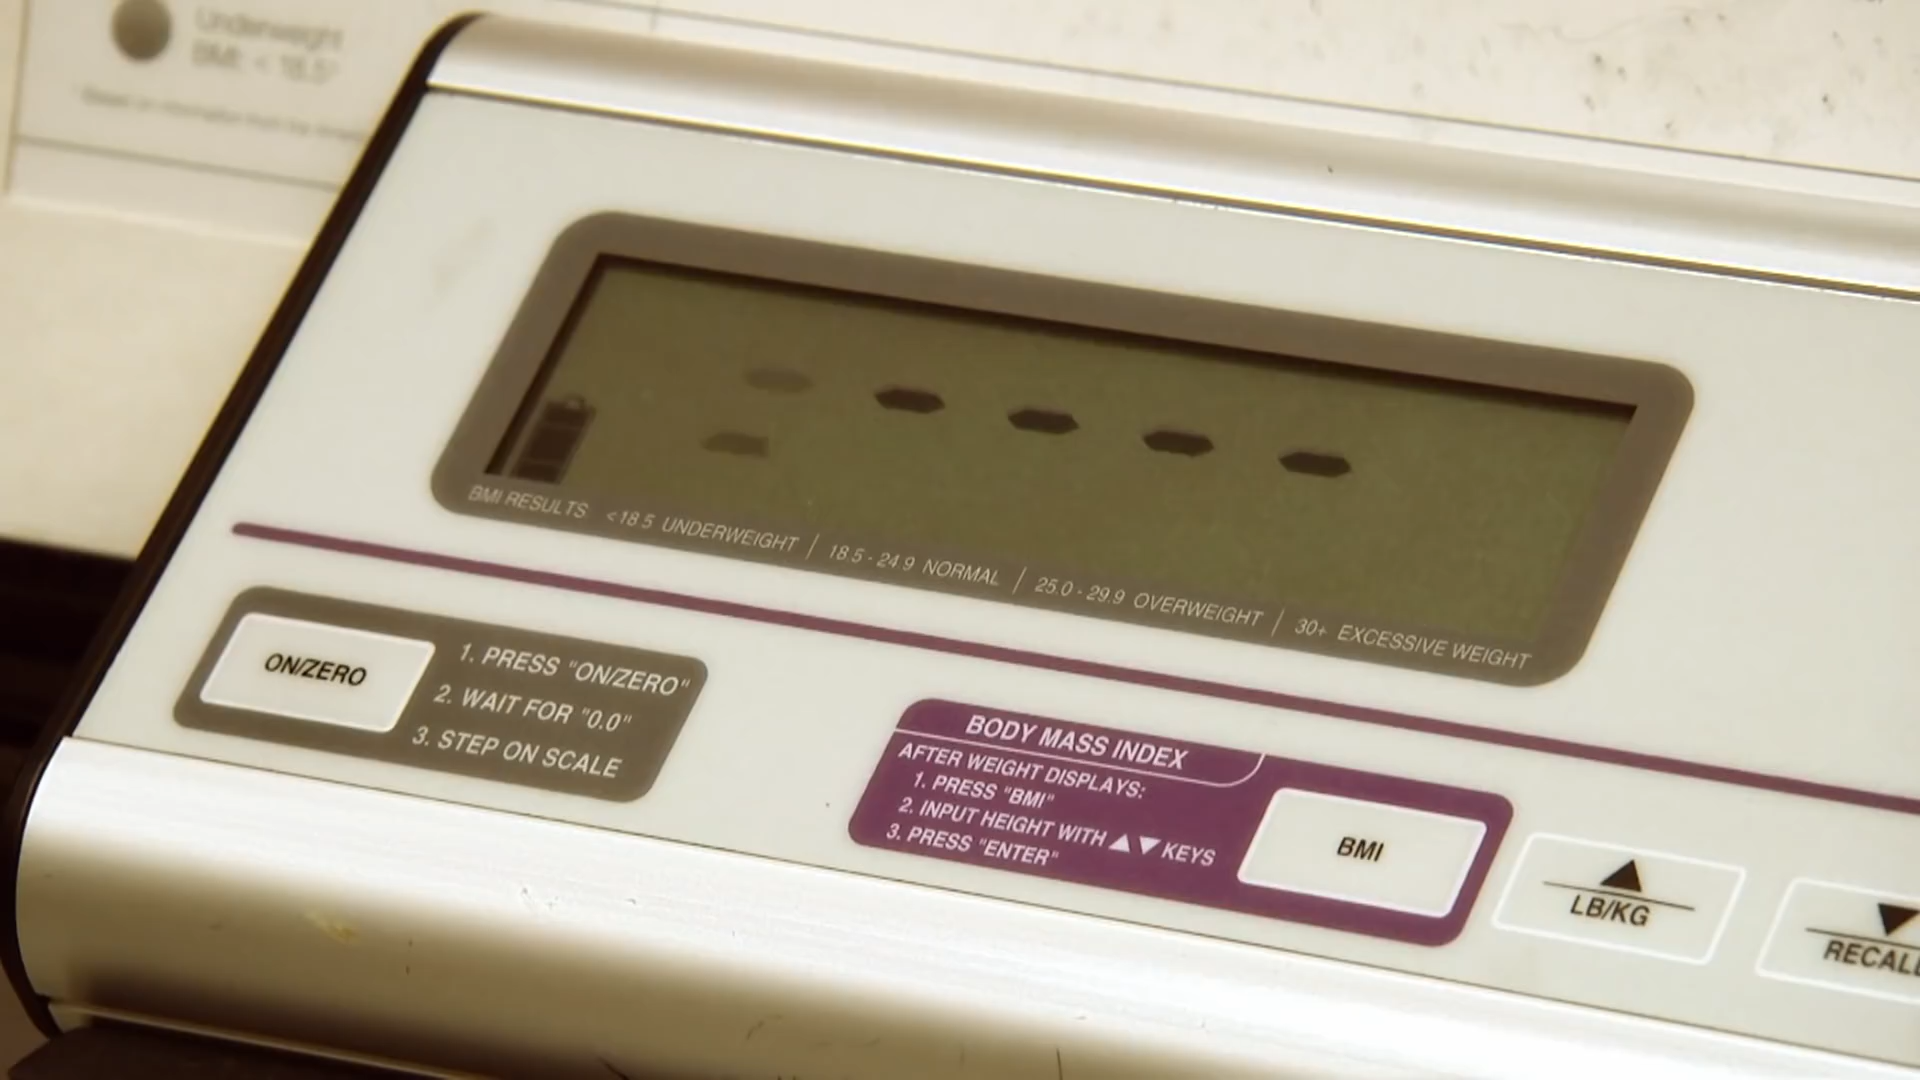 Underweight
BMI: < 18.5*
BMI RESULTS <18 5 UNDERWEIGHT | 18 5 - 24 9 NORMAL | 25.0 - 29.9 OVERWEIGHT | 30+ EXCESSIVE WEIGHT
ON/ZERO
1. PRESS "ON/ZERO"
2. WAIT FOR "0.0"
3. STEP ON SCALE
BODY MASS INDEX
AFTER WEIGHT DISPLAYS:
1. PRESS "BMI"
2. INPUT HEIGHT WITH ▲▼ KEYS
3. PRESS "ENTER"
BMI
▲
LB/KG
▼
RECALL